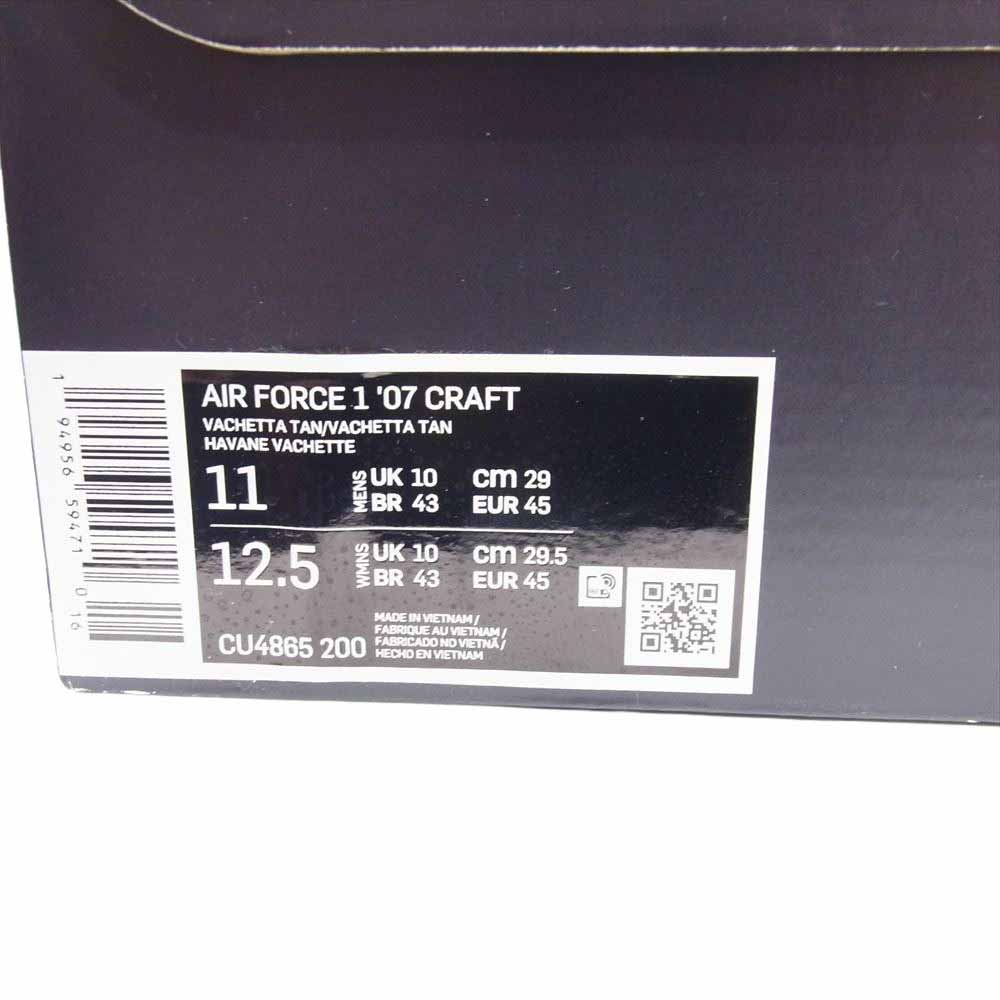 AIR FORCE 1 '07 CRAFT
VACHETTA TAN/VACHETTA TAN
HAVANE VACHETTE
11 MENS UK 10 cm 29
BR 43 EUR 45
12.5 WMNS UK 10 cm 29.5
BR 43 EUR 45
CU4865 200
MADE IN VIETNAM /
FABRIQUE AU VIETNAM /
FABRICADO NO VIETNÃ /
HECHO EN VIETNAM
1 94956 59471 0 16